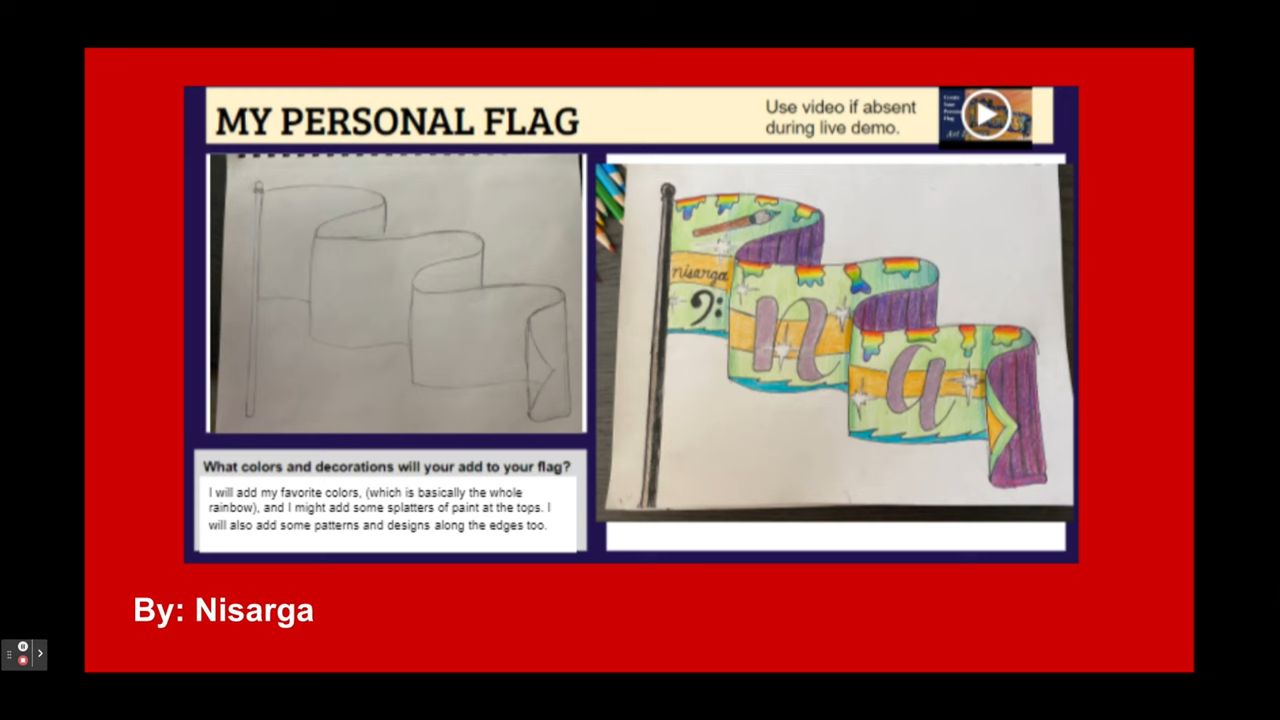 MY PERSONAL FLAG
Use video if absent
during live demo.
nisarga
n
a
What colors and decorations will your add to your flag?
I will add my favorite colors, (which is basically the whole
rainbow), and I might add some splatters of paint at the tops. I
will also add some patterns and designs along the edges too.
By: Nisarga